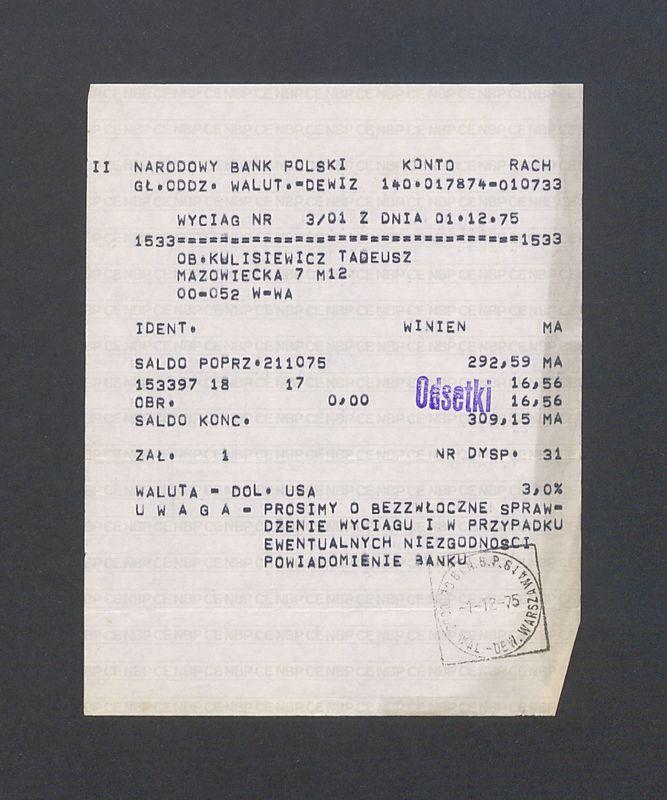 II NARODOWY BANK POLSKI KONTO RACH
GŁ.ODDZ. WALUT.-DEWIZ 140.017874-010733
WYCIAG NR 3/01 Z DNIA 01.12.75
1533=================================1533
OB.KULISIEWICZ TADEUSZ
MAZOWIECKA 7 M12
00-052 W-WA
IDENT. WINIEN MA
SALDO POPRZ.211075 292,59 MA
153397 18 17 16,56
Odsetki
OBR. 0,00 16,56
SALDO KONC. 309,15 MA
ZAŁ. 1 NR DYSP. 31
WALUTA - DOL. USA 3,0%
U W A G A - PROSIMY O BEZZWŁOCZNE SPRAW-
DZENIE WYCIAGU I W PRZYPADKU
EWENTUALNYCH NIEZGODNOSCI
POWIADOMIENIE BANKU
N.B.P.
-1-12-75
WAL.-DEW. WARSZAWA